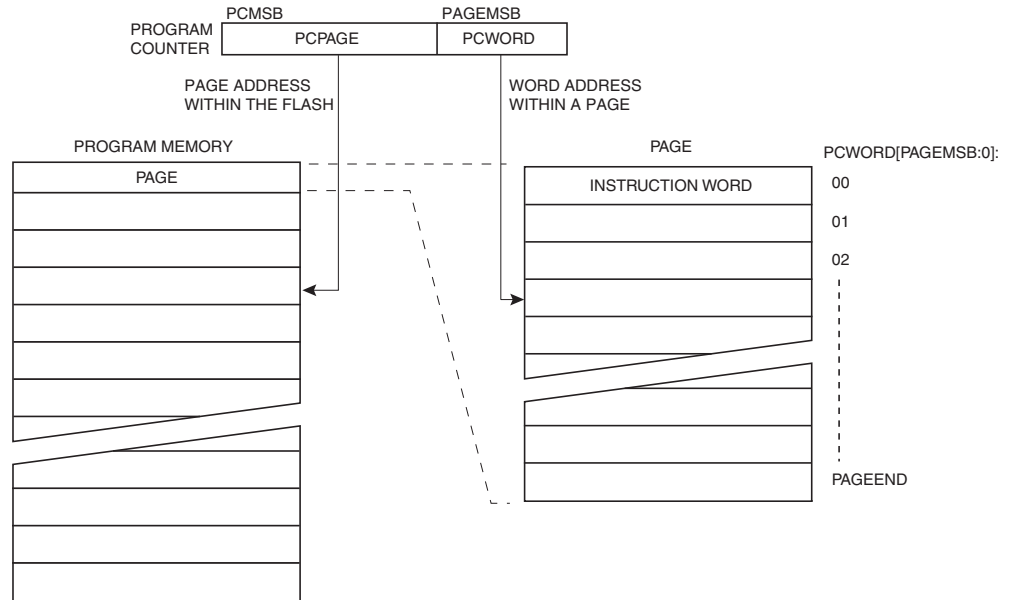 PCMSB
PAGEMSB
PROGRAM
COUNTER
PCPAGE
PCWORD
PAGE ADDRESS
WITHIN THE FLASH
WORD ADDRESS
WITHIN A PAGE
PROGRAM MEMORY
PAGE
PAGE
PCWORD[PAGEMSB:0]:
INSTRUCTION WORD
00
01
02
PAGEEND